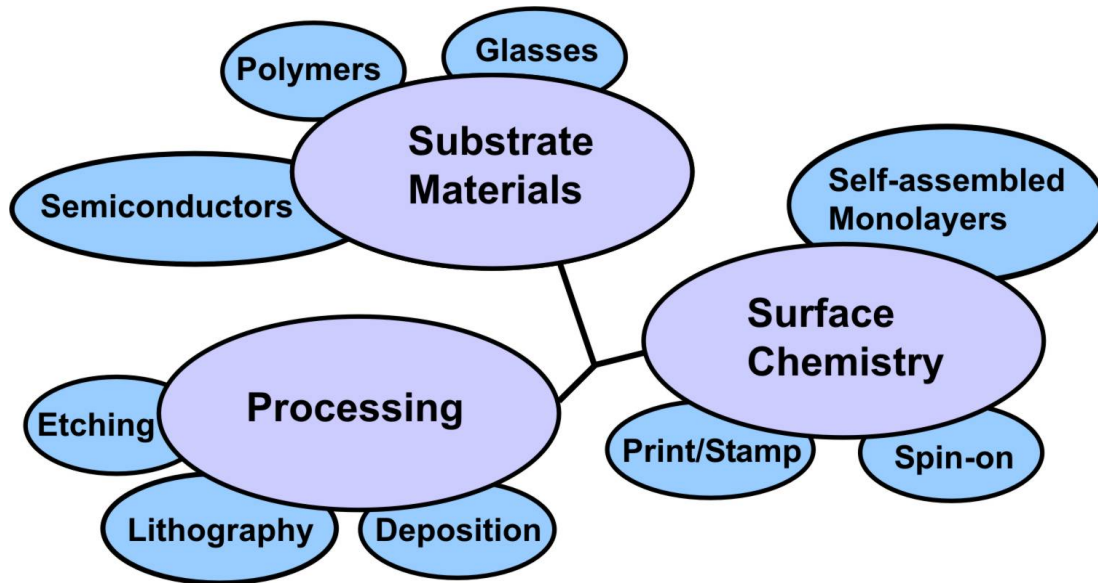 Glasses
Polymers
Substrate
Materials
Semiconductors
Self-assembled
Monolayers
Surface
Chemistry
Processing
Etching
Print/Stamp
Spin-on
Lithography
Deposition